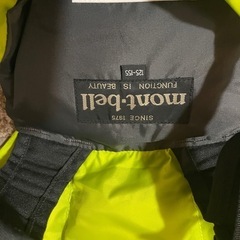 SINCE 1975
mont·bell
FUNCTION IS BEAUTY
125-155